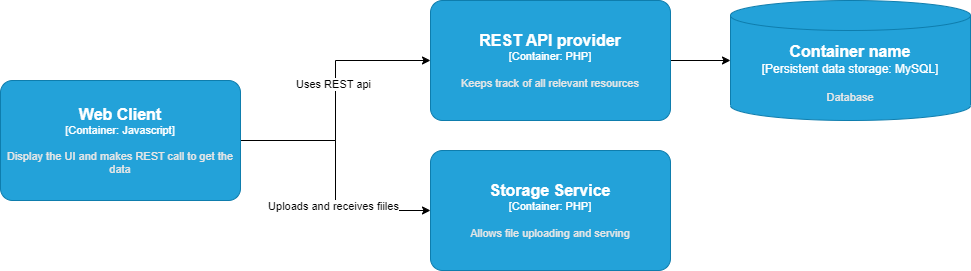 Web Client
[Container: Javascript]
Display the UI and makes REST call to get the
data
Uses REST api
Uploads and receives fiiles
REST API provider
[Container: PHP]
Keeps track of all relevant resources
Storage Service
[Container: PHP]
Allows file uploading and serving
Container name
[Persistent data storage: MySQL]
Database